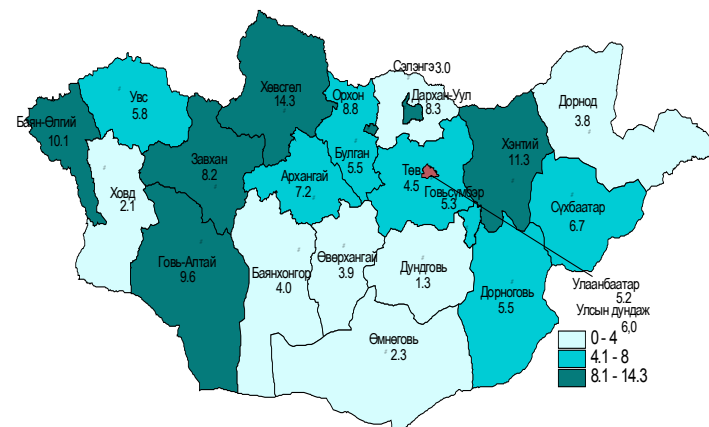 Сэлэнгэ 3.0
Хөвсгөл
14.3
Орхон
8.8
Дархан-Уул
8.3
Увс
5.8
Дорнод
3.8
Баян-Өлгий
10.1
Завхан
8.2
Булган
5.5
Хэнтий
11.3
Архангай
7.2
Төв
4.5
Говьсүмбэр
5.3
Ховд
2.1
Сүхбаатар
6.7
Говь-Алтай
9.6
Баянхонгор
4.0
Өвөрхангай
3.9
Дундговь
1.3
Дорноговь
5.5
Улаанбаатар
5.2
Улсын дундаж
6,0
Өмнөговь
2.3
0 - 4
4.1 - 8
8.1 - 14.3